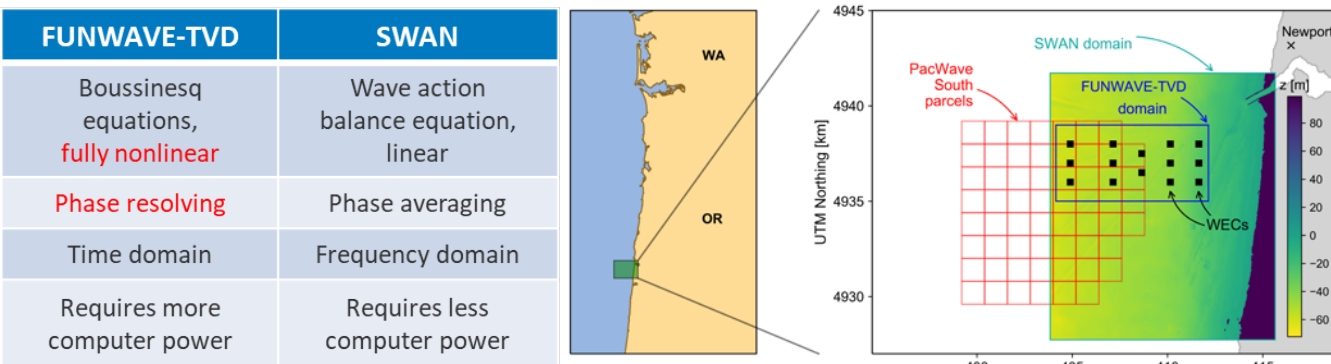 FUNWAVE-TVD
SWAN
Boussinesq
equations,
fully nonlinear
Wave action
balance equation,
linear
Phase resolving
Phase averaging
Time domain
Frequency domain
Requires more
computer power
Requires less
computer power
WA
OR
4945
4940
4935
4930
UTM Northing [km]
PacWave
South
parcels
SWAN domain
FUNWAVE-TVD
domain
WECs
Newport
z [m]
80
60
40
20
0
−20
−40
−60